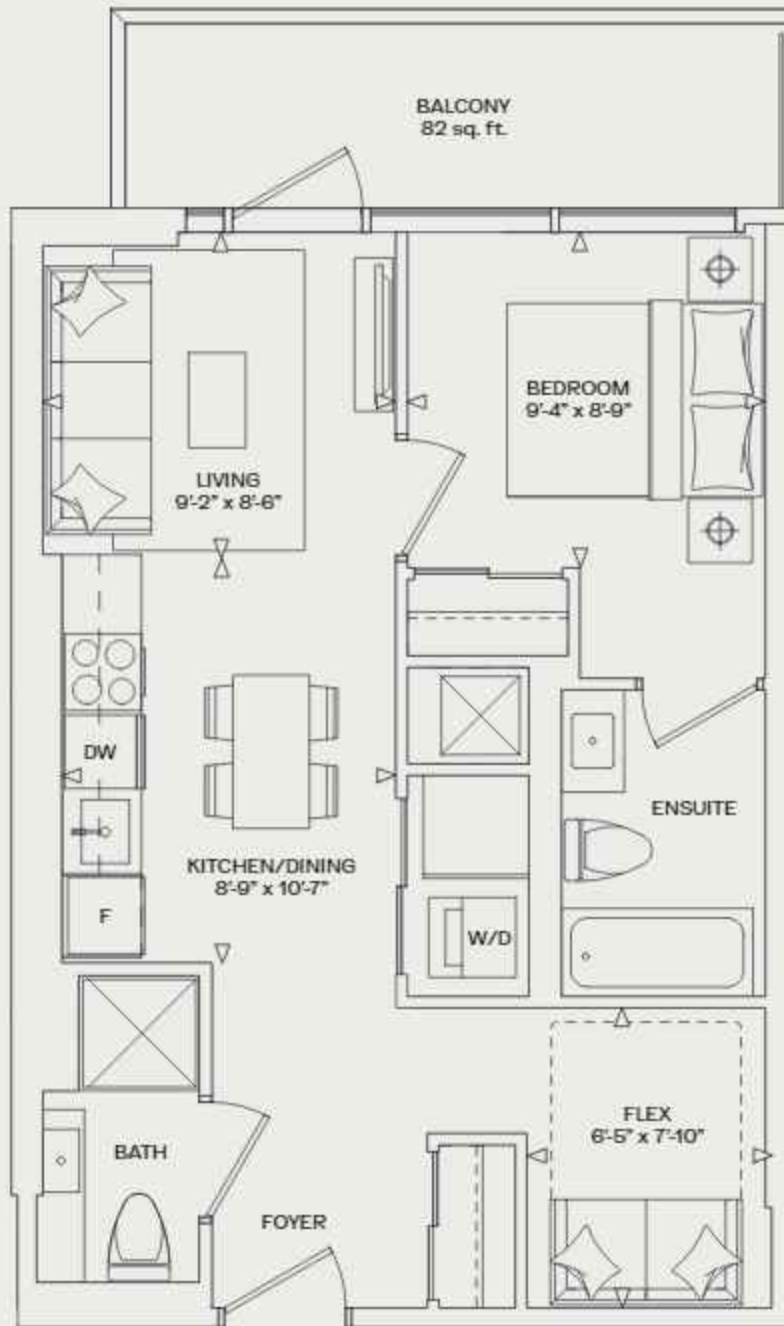 BALCONY
82 sq. ft.
BEDROOM
9'-4" x 8'-9"
LIVING
9'-2" x 8'-6"
DW
KITCHEN/DINING
8'-9" x 10'-7"
F
W/D
ENSUITE
FLEX
6'-5" x 7'-10"
BATH
FOYER